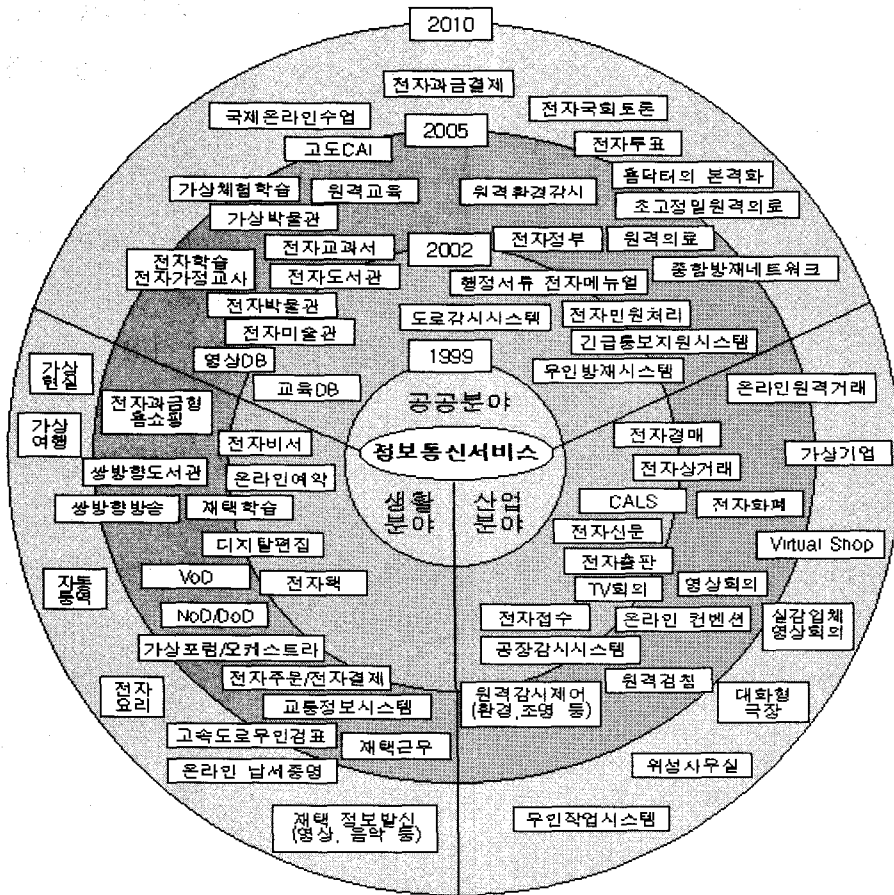 2010
전자과금결제
국제온라인수업
전자국회토론
2005
전자투표
고도CAI
홈닥터의 본격화
가상체험학습
원격교육
원격환경감시
초고정밀원격의료
가상박물관
전자정부
원격의료
전자교과서
2002
전자학습
전자가정교사
전자도서관
행정서류 전자메뉴얼
종합방재네트워크
전자박물관
도로감시시스템
전자민원처리
전자미술관
긴급통보지원시스템
1999
영상DB
무인방재시스템
가상
현실
교육DB
온라인원격거래
공공분야
전자과금형
홈쇼핑
가상
여행
전자비서
정보통신서비스
전자경매
가상기업
쌍방향도서관
온라인예약
전자상거래
생활
분야
산업
분야
CALS
전자화폐
쌍방향방송
재택학습
전자신문
디지탈편집
Virtual Shop
전자출판
자동
통역
VoD
전자책
TV회의
영상회의
NoD/DoD
전자접수
온라인 컨벤션
실감입체
영상회의
가상포럼/오케스트라
공장감시시스템
전자주문/전자결제
원격검침
전자
요리
교통정보시스템
원격감시제어
(환경,조명 등)
대화형
극장
고속도로무인검표
재택근무
온라인 납세증명
위성사무실
재택 정보발신
(영상, 음악 등)
무인작업시스템